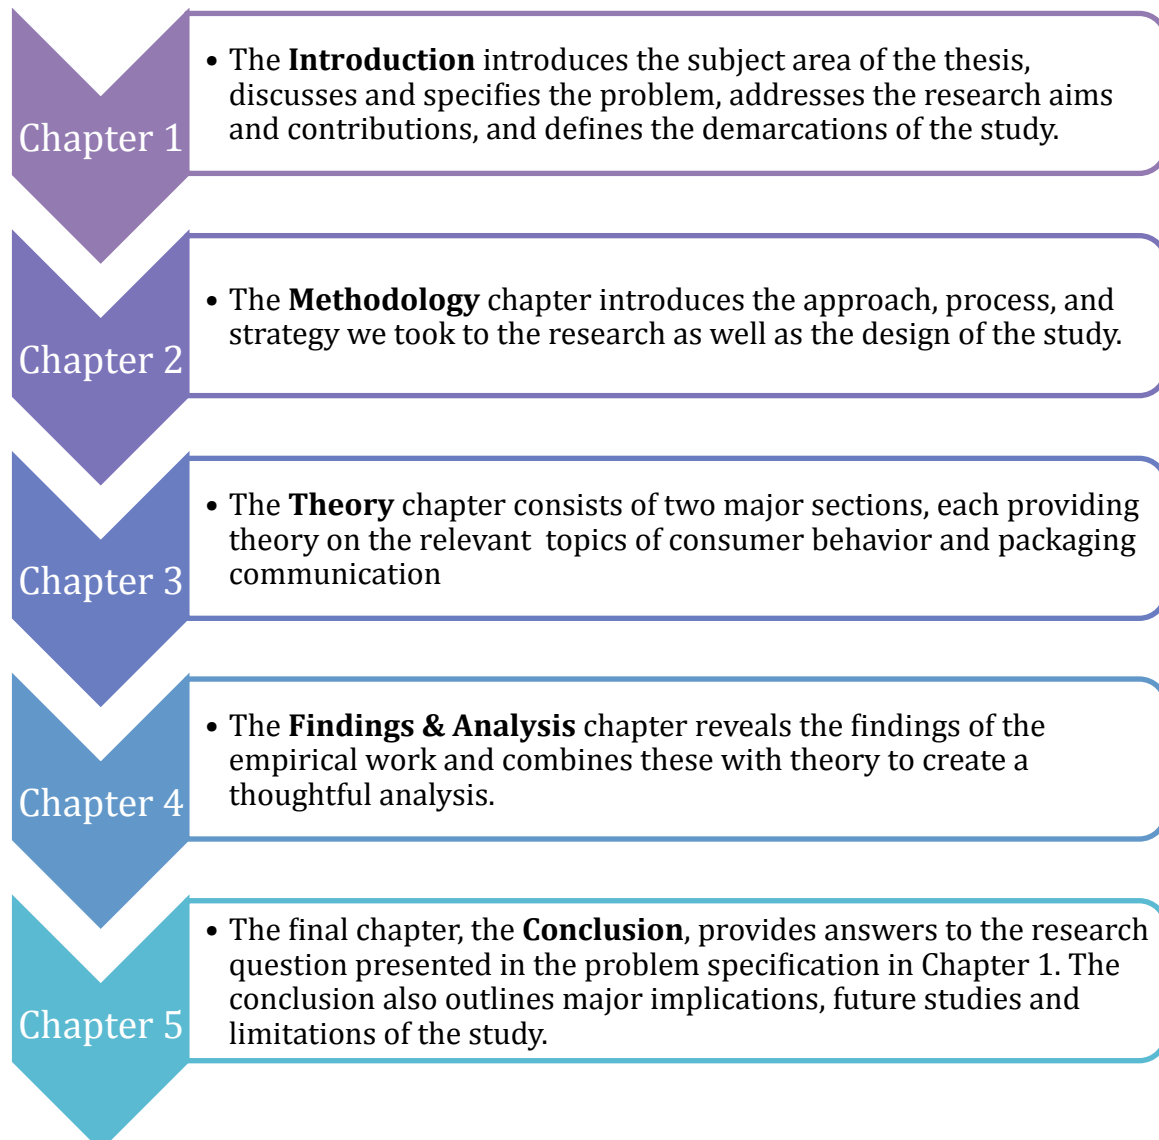 Chapter 1
• The Introduction introduces the subject area of the thesis,
discusses and specifies the problem, addresses the research aims
and contributions, and defines the demarcations of the study.
Chapter 2
• The Methodology chapter introduces the approach, process, and
strategy we took to the research as well as the design of the study.
Chapter 3
• The Theory chapter consists of two major sections, each providing
theory on the relevant  topics of consumer behavior and packaging
communication
Chapter 4
• The Findings & Analysis chapter reveals the findings of the
empirical work and combines these with theory to create a
thoughtful analysis.
Chapter 5
• The final chapter, the Conclusion, provides answers to the research
question presented in the problem specification in Chapter 1. The
conclusion also outlines major implications, future studies and
limitations of the study.